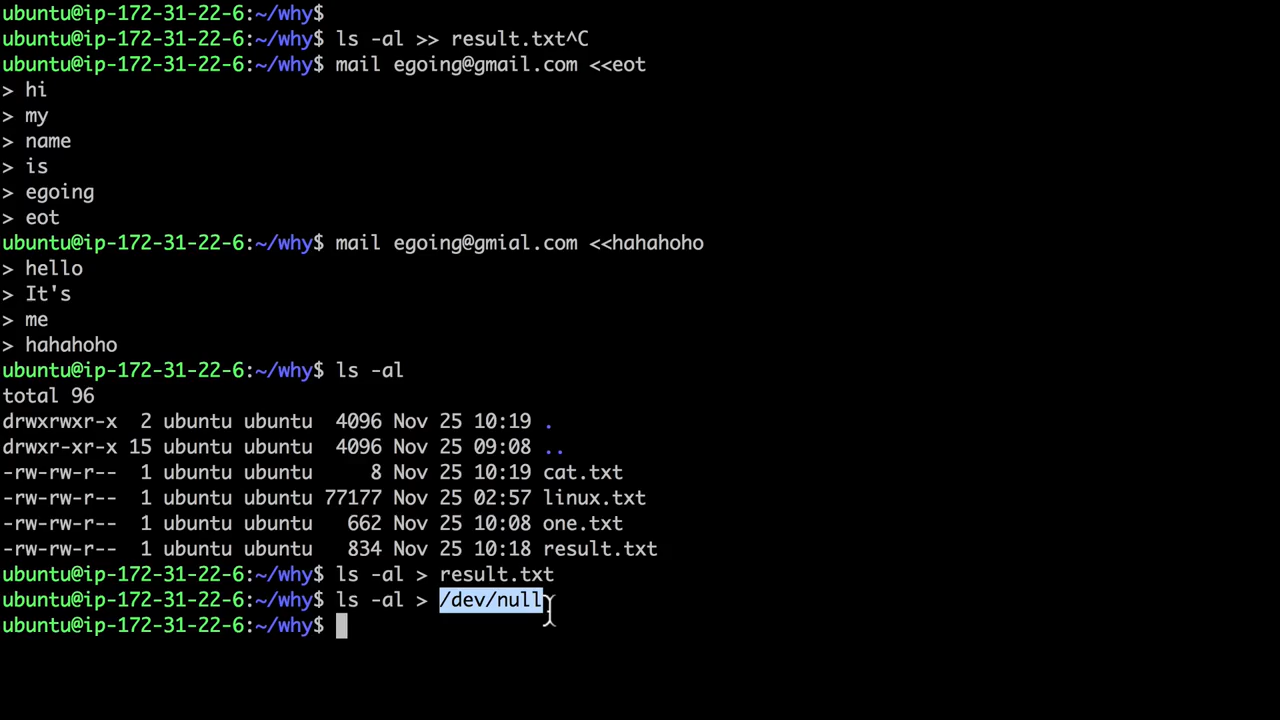 ubuntu@ip-172-31-22-6:~/why$
ubuntu@ip-172-31-22-6:~/why$ ls -al >> result.txt^C
ubuntu@ip-172-31-22-6:~/why$ mail egoing@gmail.com <<eot
> hi
> my
> name
> is
> egoing
> eot
ubuntu@ip-172-31-22-6:~/why$ mail egoing@gmial.com <<hahahoho
> hello
> It's
> me
> hahahoho
ubuntu@ip-172-31-22-6:~/why$ ls -al
total 96
drwxrwxr-x  2 ubuntu ubuntu  4096 Nov 25 10:19 .
drwxr-xr-x 15 ubuntu ubuntu  4096 Nov 25 09:08 ..
-rw-rw-r--  1 ubuntu ubuntu     8 Nov 25 10:19 cat.txt
-rw-rw-r--  1 ubuntu ubuntu 77177 Nov 25 02:57 linux.txt
-rw-rw-r--  1 ubuntu ubuntu   662 Nov 25 10:08 one.txt
-rw-rw-r--  1 ubuntu ubuntu   834 Nov 25 10:18 result.txt
ubuntu@ip-172-31-22-6:~/why$ ls -al > result.txt
ubuntu@ip-172-31-22-6:~/why$ ls -al > /dev/null
ubuntu@ip-172-31-22-6:~/why$